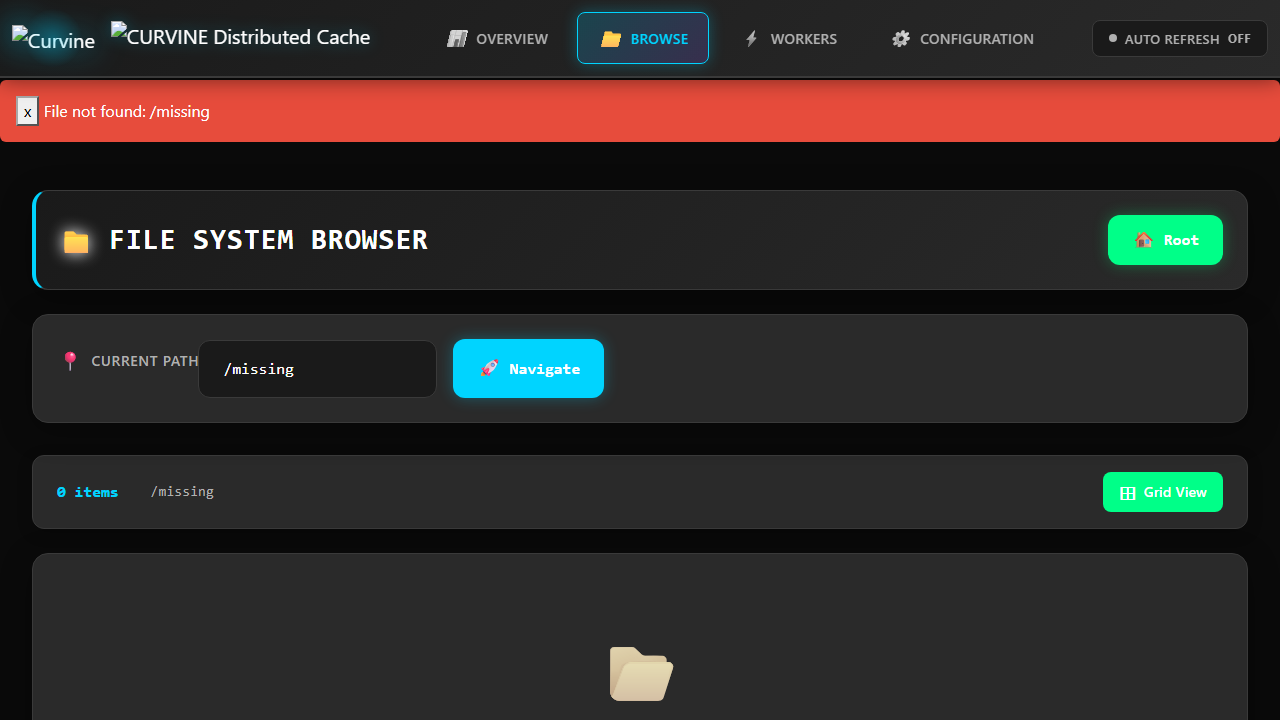 Curvine
CURVINE Distributed Cache
OVERVIEW
BROWSE
WORKERS
CONFIGURATION
AUTO REFRESH OFF
x File not found: /missing
FILE SYSTEM BROWSER
Root
CURRENT PATH
/missing
Navigate
0 items
/missing
Grid View